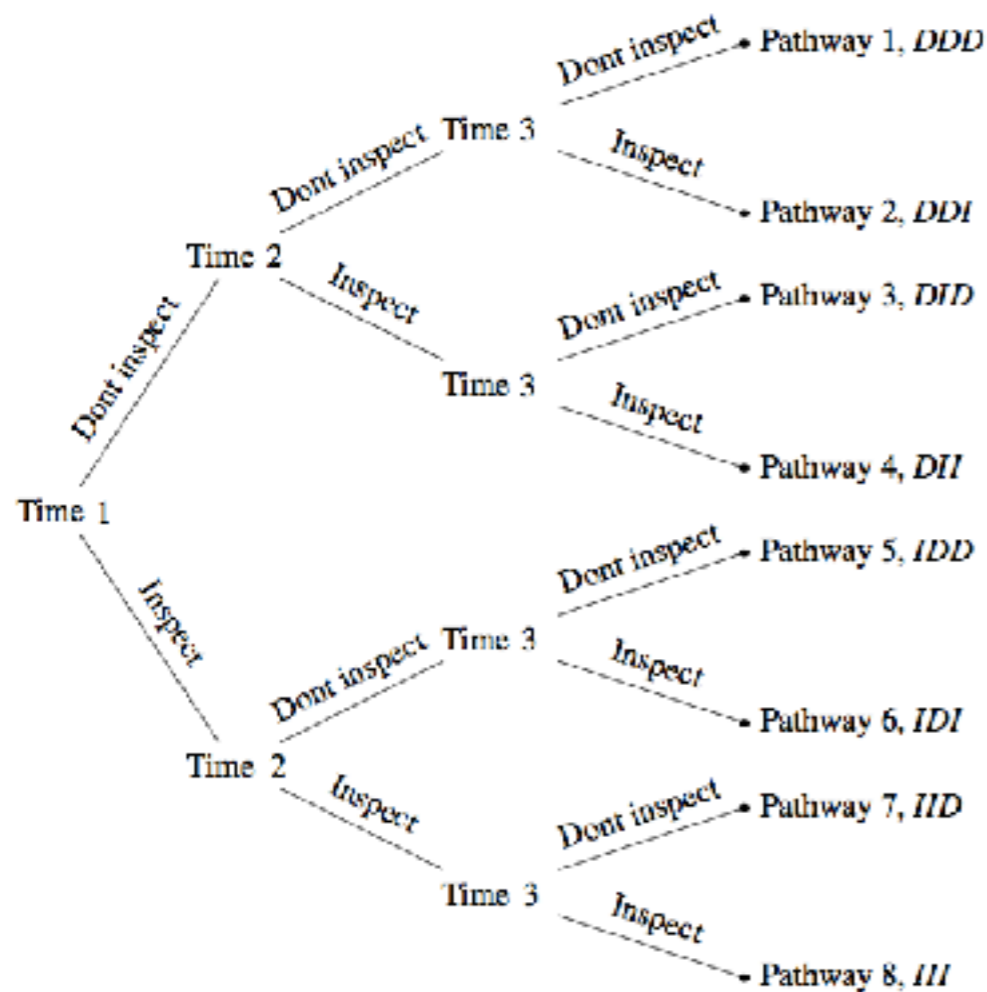 Dont inspect
Pathway 1, DDD
Time 3
Inspect
Dont inspect
Pathway 2, DDI
Time 2
Inspect
Dont inspect
Pathway 3, DID
Dont inspect
Time 3
Inspect
Pathway 4, DII
Time 1
Dont inspect
Pathway 5, IDD
Inspect
Dont inspect
Time 3
Inspect
Pathway 6, IDI
Time 2
Inspect
Dont inspect
Pathway 7, IID
Time 3
Inspect
Pathway 8, III